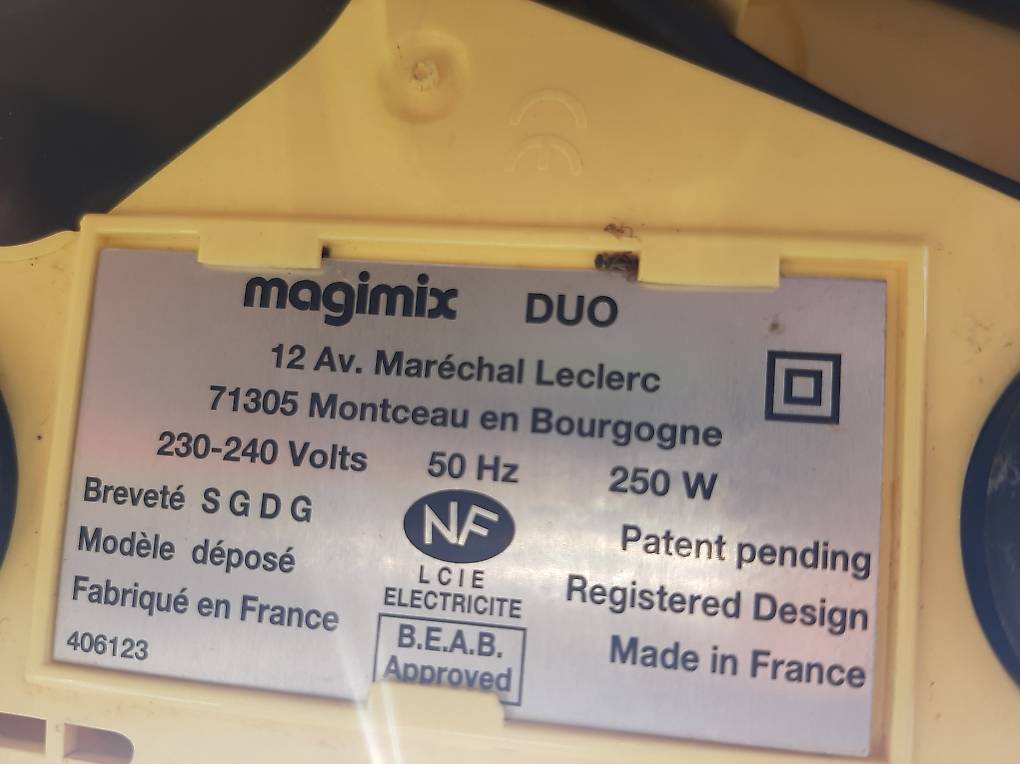 CE
magimix DUO
12 Av. Maréchal Leclerc
71305 Montceau en Bourgogne
230-240 Volts 50 Hz 250 W
Breveté S G D G
Modèle déposé
Fabriqué en France
406123
NF
LCIE
ELECTRICITE
B.E.A.B.
Approved
Patent pending
Registered Design
Made in France